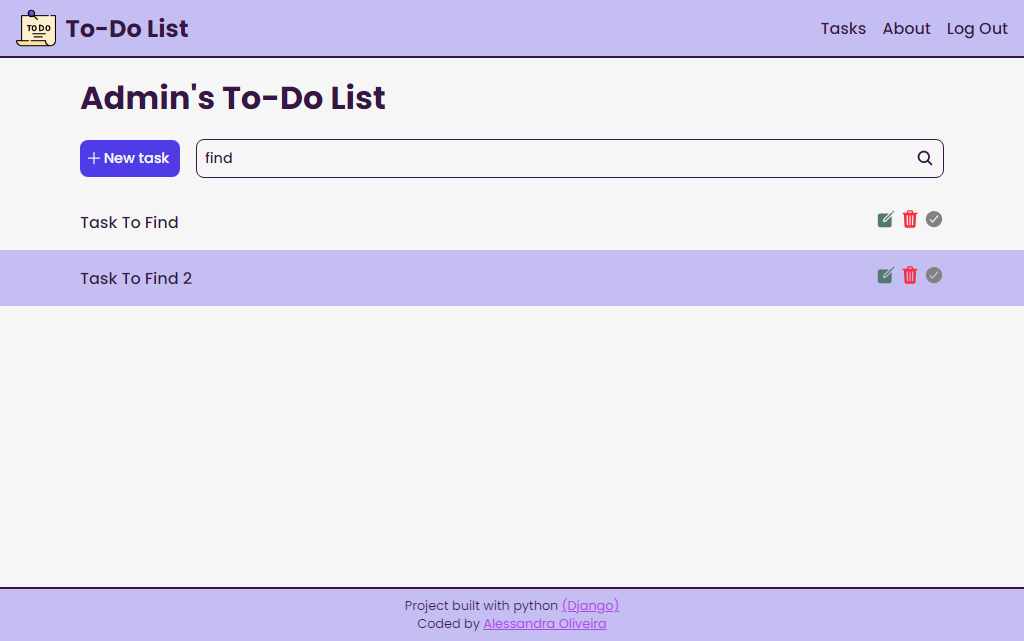 TO DO
To-Do List
Tasks About Log Out
Admin's To-Do List
New task
find
Task To Find
Task To Find 2
Project built with python (Django)
Coded by Alessandra Oliveira